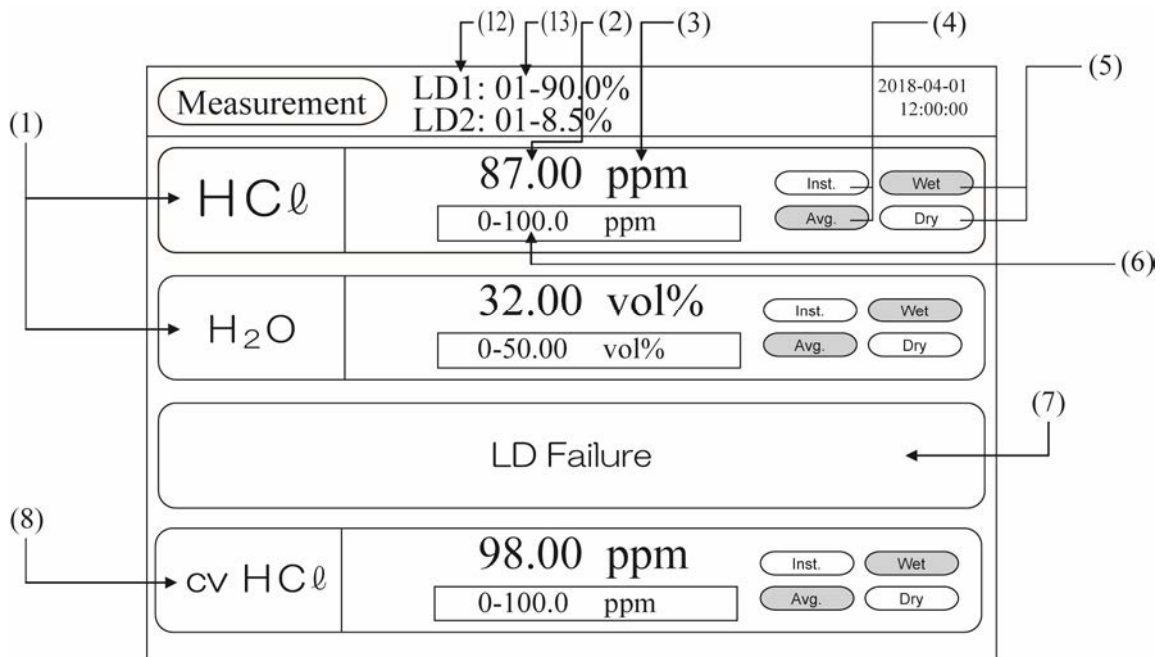 (12) (13) (2) (3) (4)
(5)
(1)
Measurement
LD1: 01-90.0%
LD2: 01-8.5%
2018-04-01
12:00:00
HCℓ
87.00 ppm
0-100.0 ppm
Inst. Wet
Avg. Dry
(6)
H₂O
32.00 vol%
0-50.00 vol%
Inst. Wet
Avg. Dry
(7)
LD Failure
(8)
cv HCℓ
98.00 ppm
0-100.0 ppm
Inst. Wet
Avg. Dry